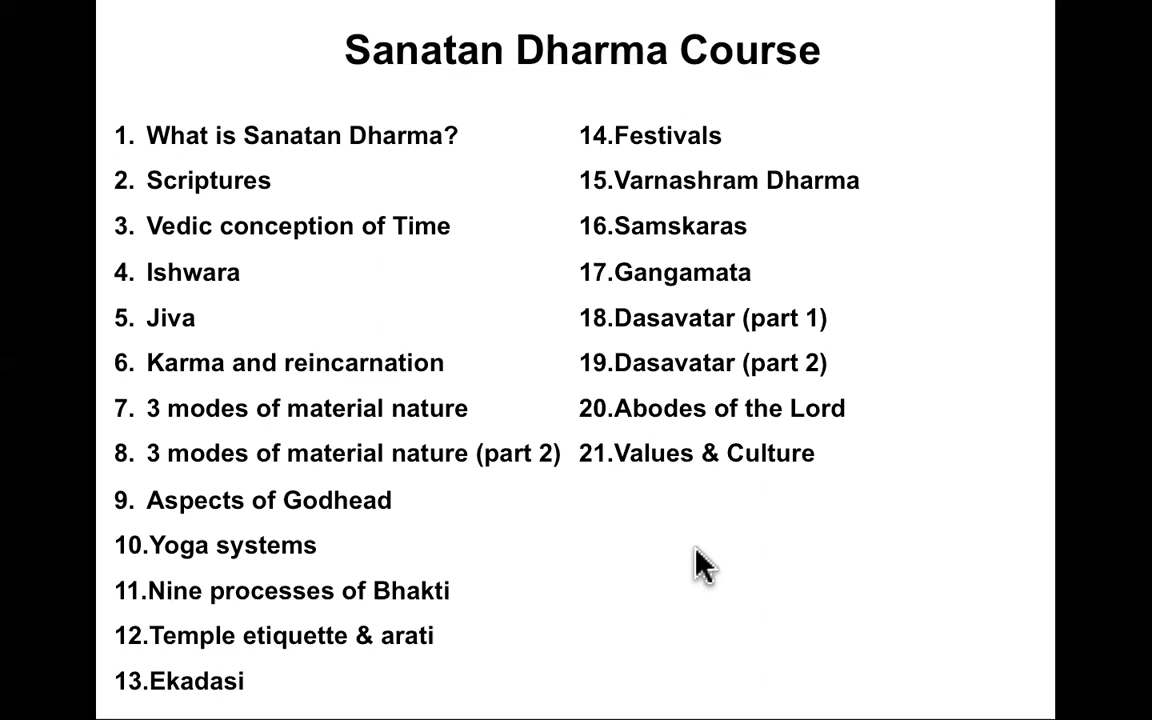 Sanatan Dharma Course
1. What is Sanatan Dharma?
2. Scriptures
3. Vedic conception of Time
4. Ishwara
5. Jiva
6. Karma and reincarnation
7. 3 modes of material nature
8. 3 modes of material nature (part 2)
9. Aspects of Godhead
10.Yoga systems
11.Nine processes of Bhakti
12.Temple etiquette & arati
13.Ekadasi
14.Festivals
15.Varnashram Dharma
16.Samskaras
17.Gangamata
18.Dasavatar (part 1)
19.Dasavatar (part 2)
20.Abodes of the Lord
21.Values & Culture